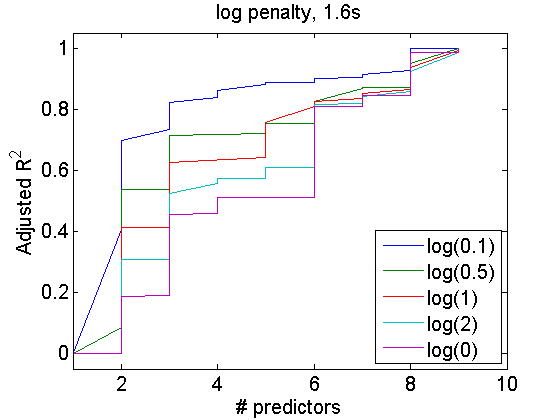 log penalty, 1.6s
Adjusted R²
1
0.8
0.6
0.4
0.2
0
log(0.1)
log(0.5)
log(1)
log(2)
log(0)
2
4
6
8
10
# predictors